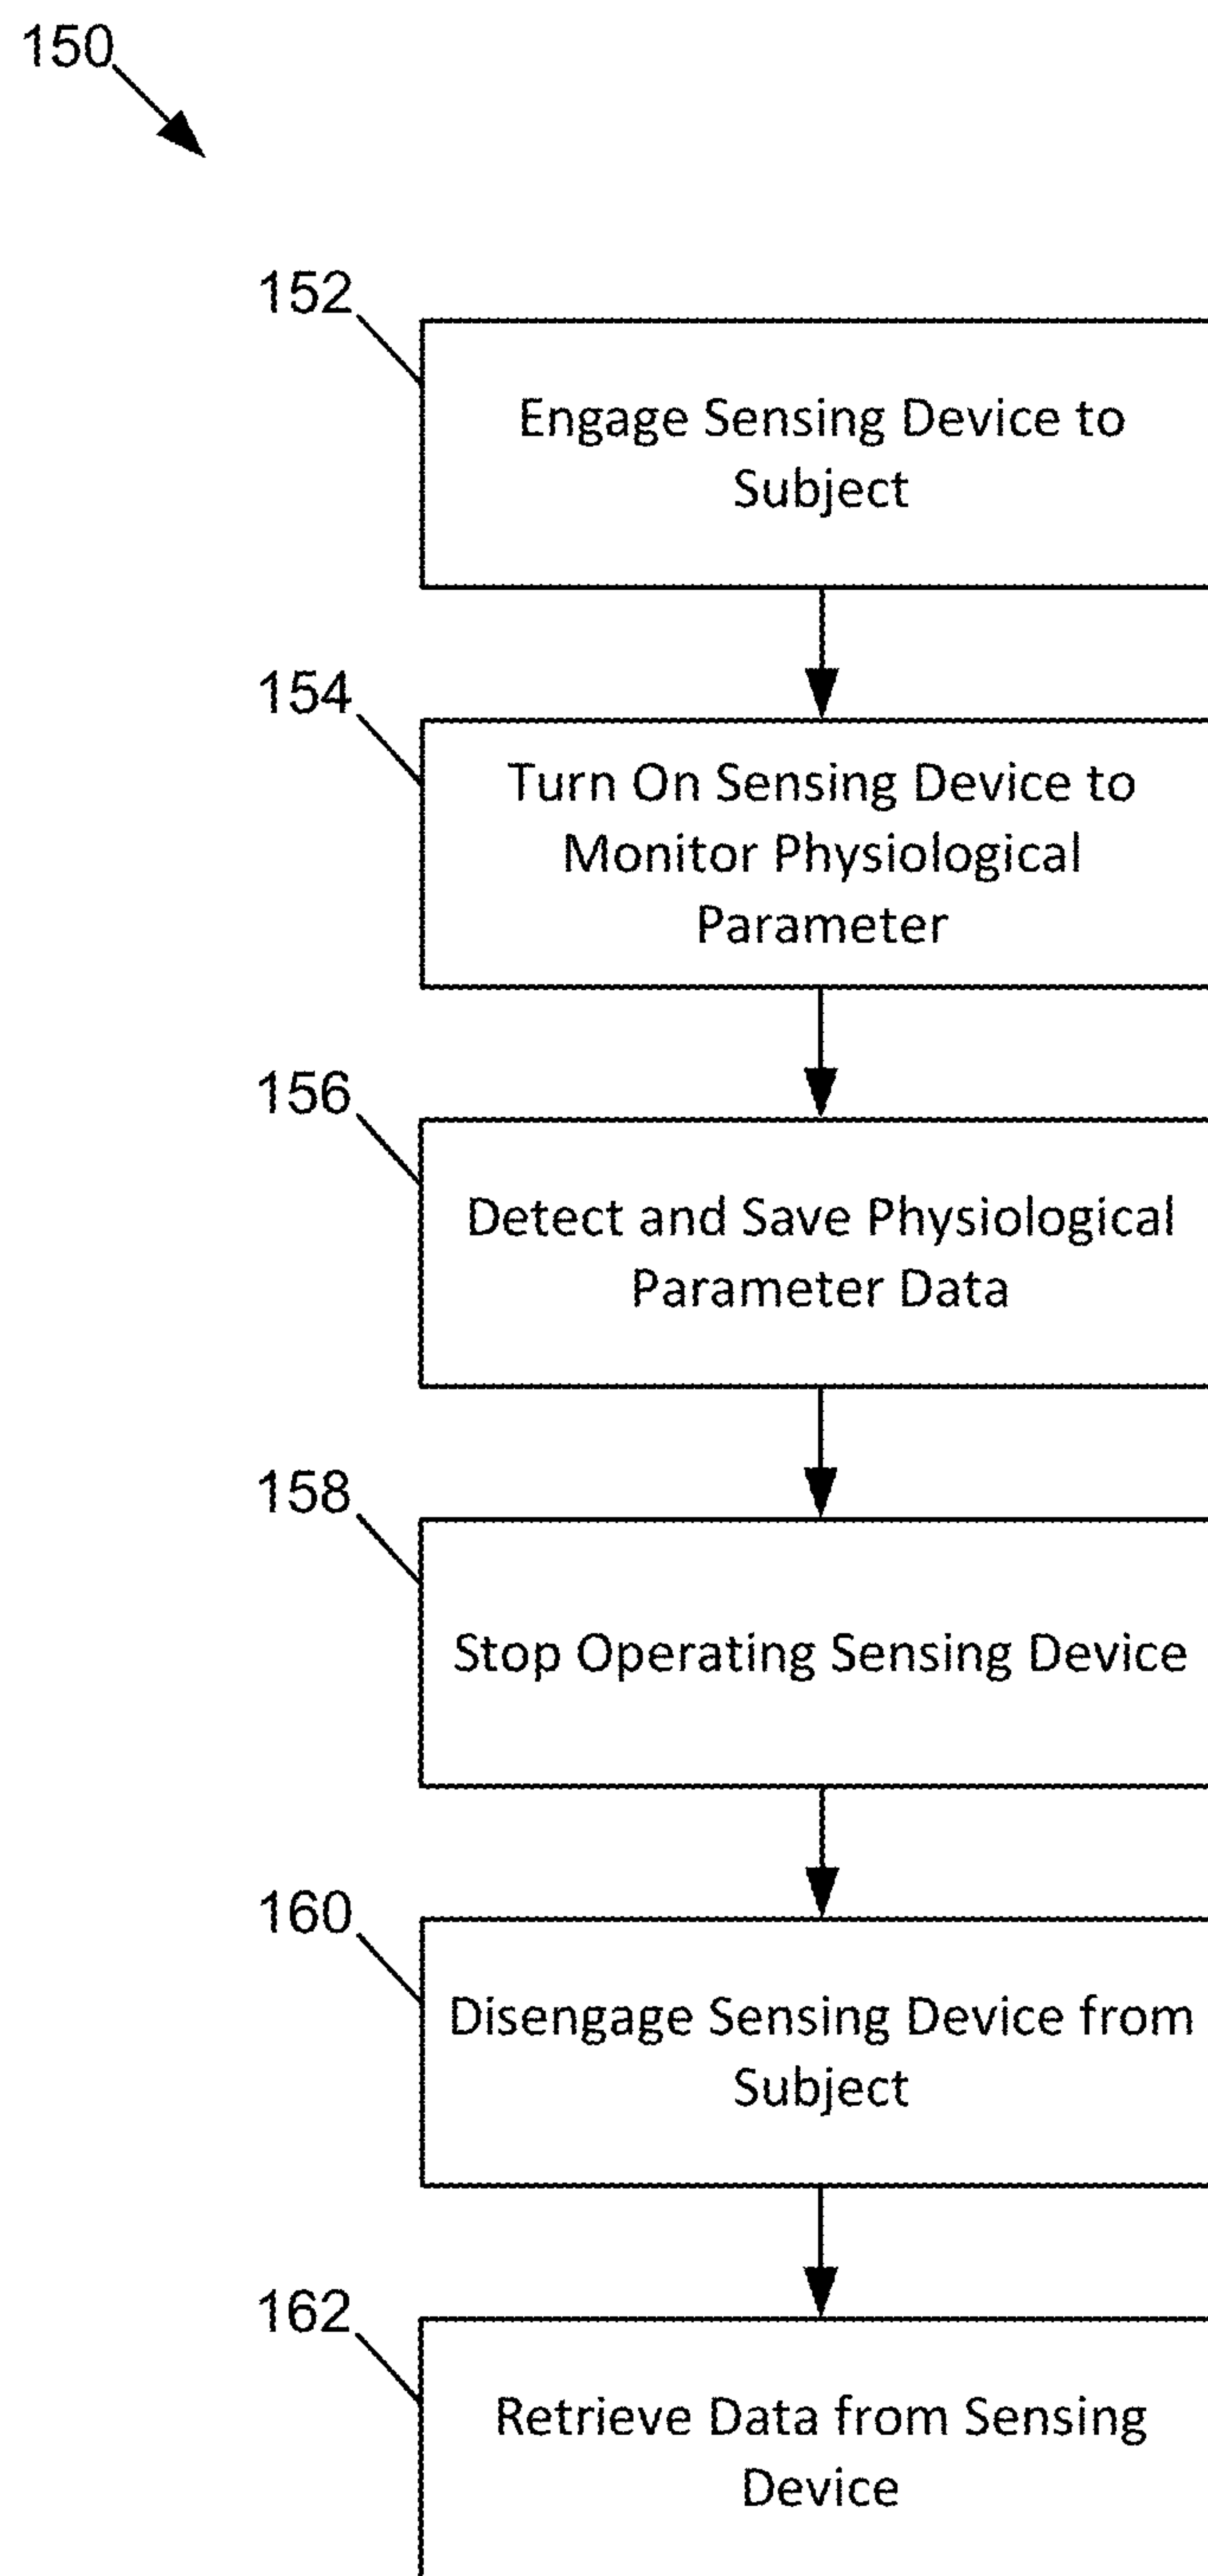 150
152
Engage Sensing Device to
Subject
154
Turn On Sensing Device to
Monitor Physiological
Parameter
156
Detect and Save Physiological
Parameter Data
158
Stop Operating Sensing Device
160
Disengage Sensing Device from
Subject
162
Retrieve Data from Sensing
Device